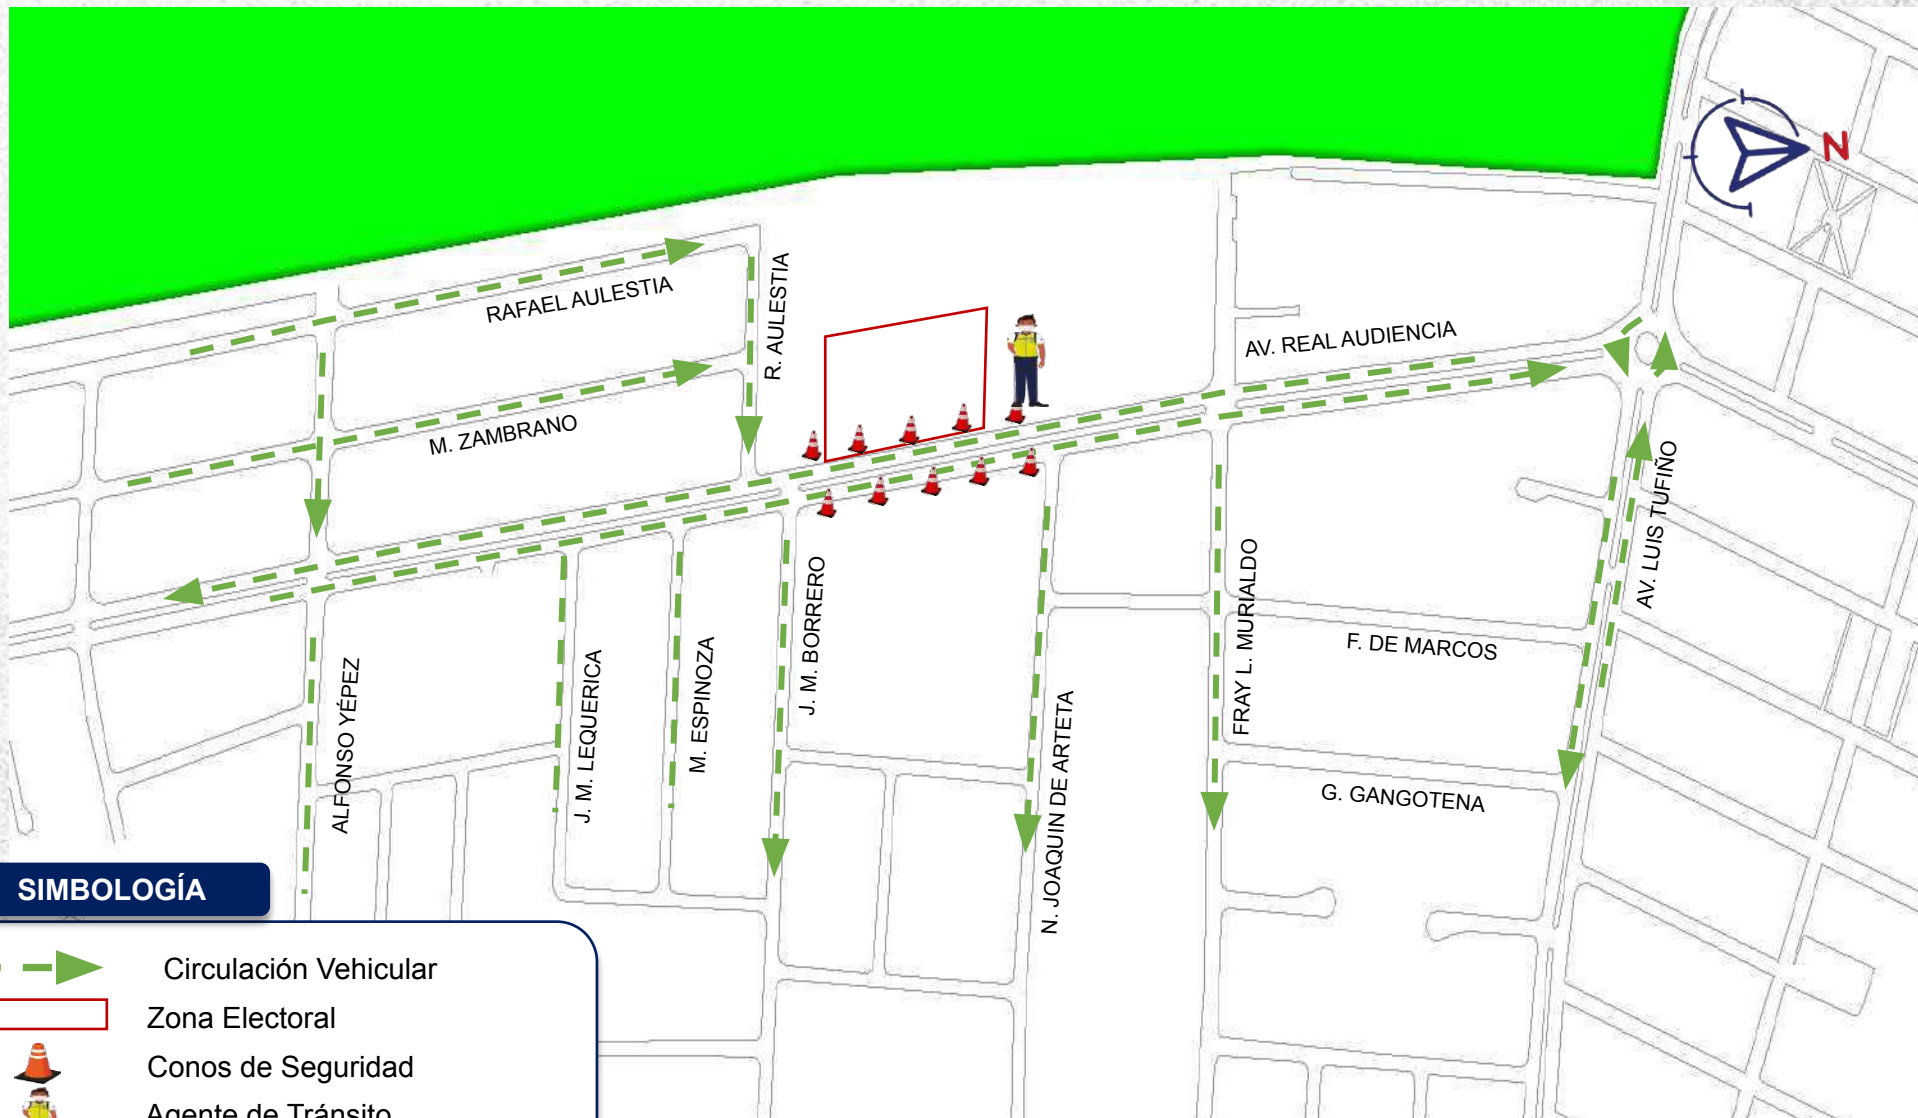 N
RAFAEL AULESTIA
R. AULESTIA
M. ZAMBRANO
AV. REAL AUDIENCIA
AV. LUIS TUFIÑO
FRAY L. MURIALDO
F. DE MARCOS
G. GANGOTENA
N. JOAQUIN DE ARTETA
J. M. BORRERO
M. ESPINOZA
J. M. LEQUERICA
ALFONSO YÉPEZ
SIMBOLOGÍA
Circulación Vehicular
Zona Electoral
Conos de Seguridad
Agente de Tránsito